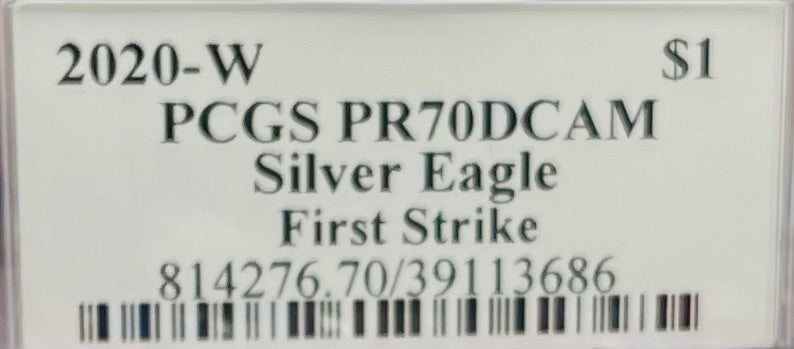 2020-W $1
PCGS PR70DCAM
Silver Eagle
First Strike
814276.70/39113686